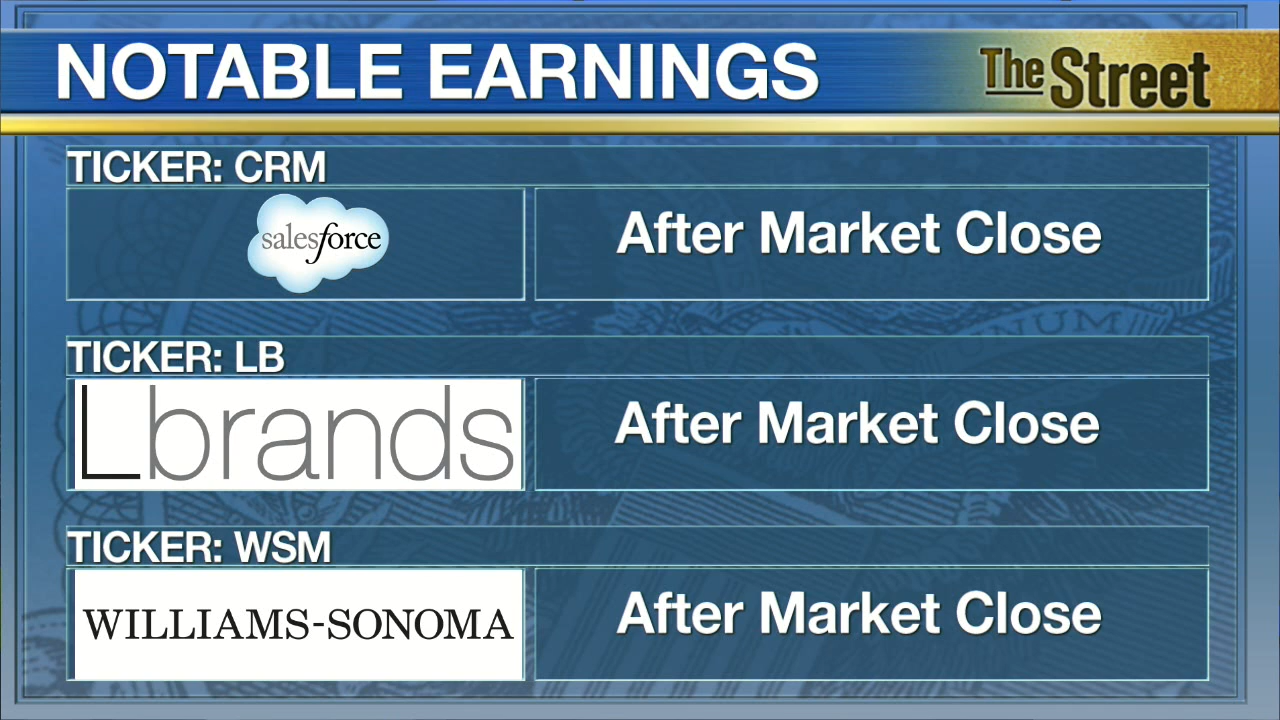 NOTABLE EARNINGS
The Street
TICKER: CRM
salesforce
After Market Close
TICKER: LB
Lbrands
After Market Close
TICKER: WSM
WILLIAMS-SONOMA
After Market Close
NUM